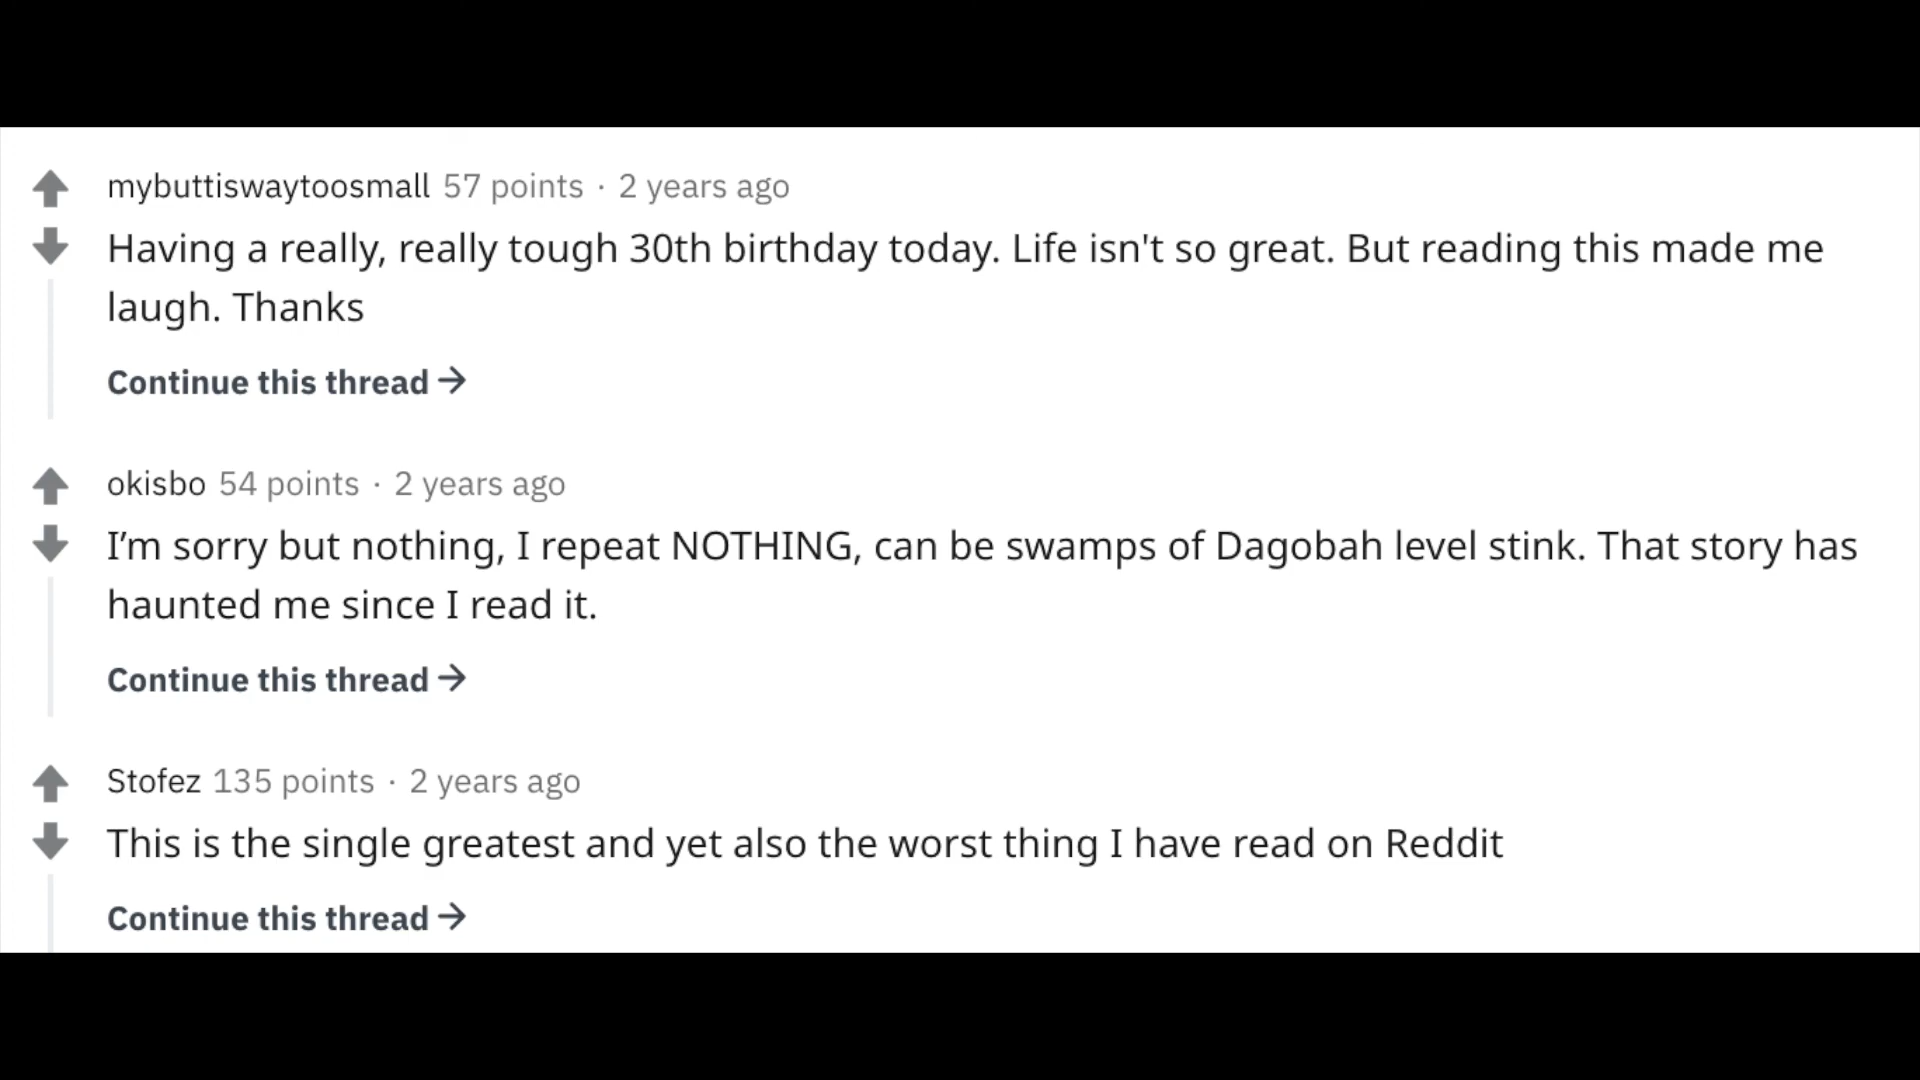 mybuttiswaytoosmall 57 points · 2 years ago
Having a really, really tough 30th birthday today. Life isn't so great. But reading this made me
laugh. Thanks
Continue this thread →
okisbo 54 points · 2 years ago
I’m sorry but nothing, I repeat NOTHING, can be swamps of Dagobah level stink. That story has
haunted me since I read it.
Continue this thread →
Stofez 135 points · 2 years ago
This is the single greatest and yet also the worst thing I have read on Reddit
Continue this thread →